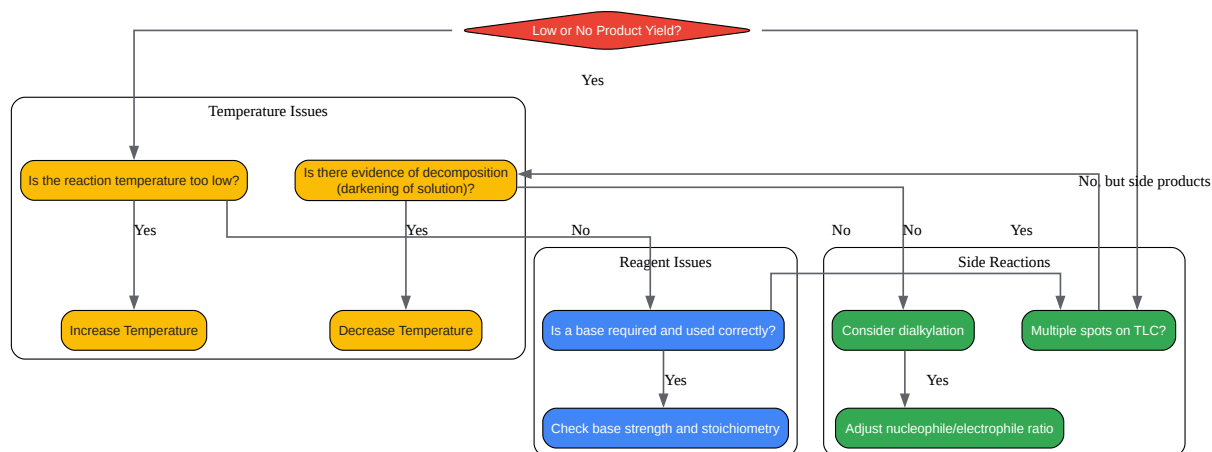 Low or No Product Yield?
Yes
Temperature Issues
Is the reaction temperature too low?
Is there evidence of decomposition
(darkening of solution)?
No, but side products
Yes
Yes
No
No
No
Yes
Reagent Issues
Side Reactions
Increase Temperature
Decrease Temperature
Is a base required and used correctly?
Consider dialkylation
Multiple spots on TLC?
Yes
Yes
Check base strength and stoichiometry
Adjust nucleophile/electrophile ratio